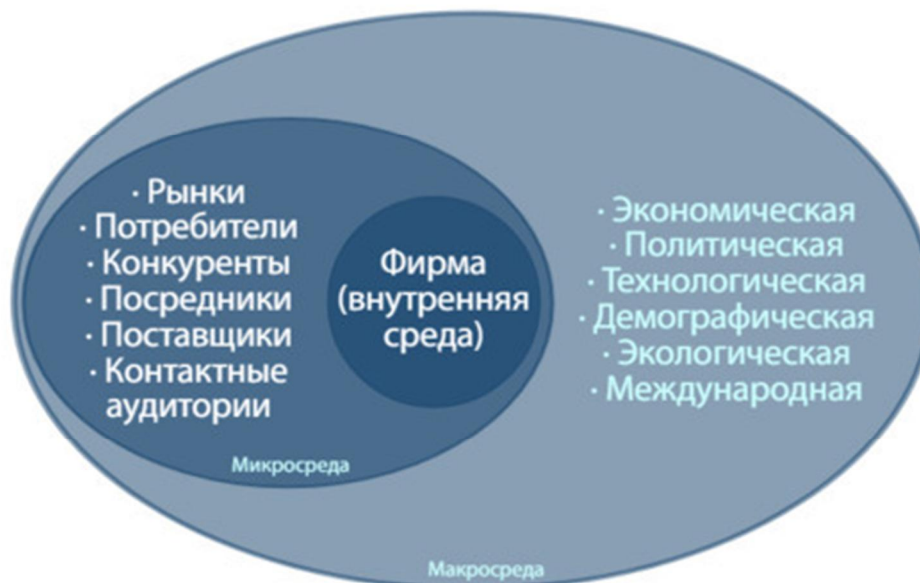 · Рынки
· Потребители
· Конкуренты
· Посредники
· Поставщики
· Контактные
аудитории
Фирма
(внутренняя
среда)
Микросреда
· Экономическая
· Политическая
· Технологическая
· Демографическая
· Экологическая
· Международная
Макросреда